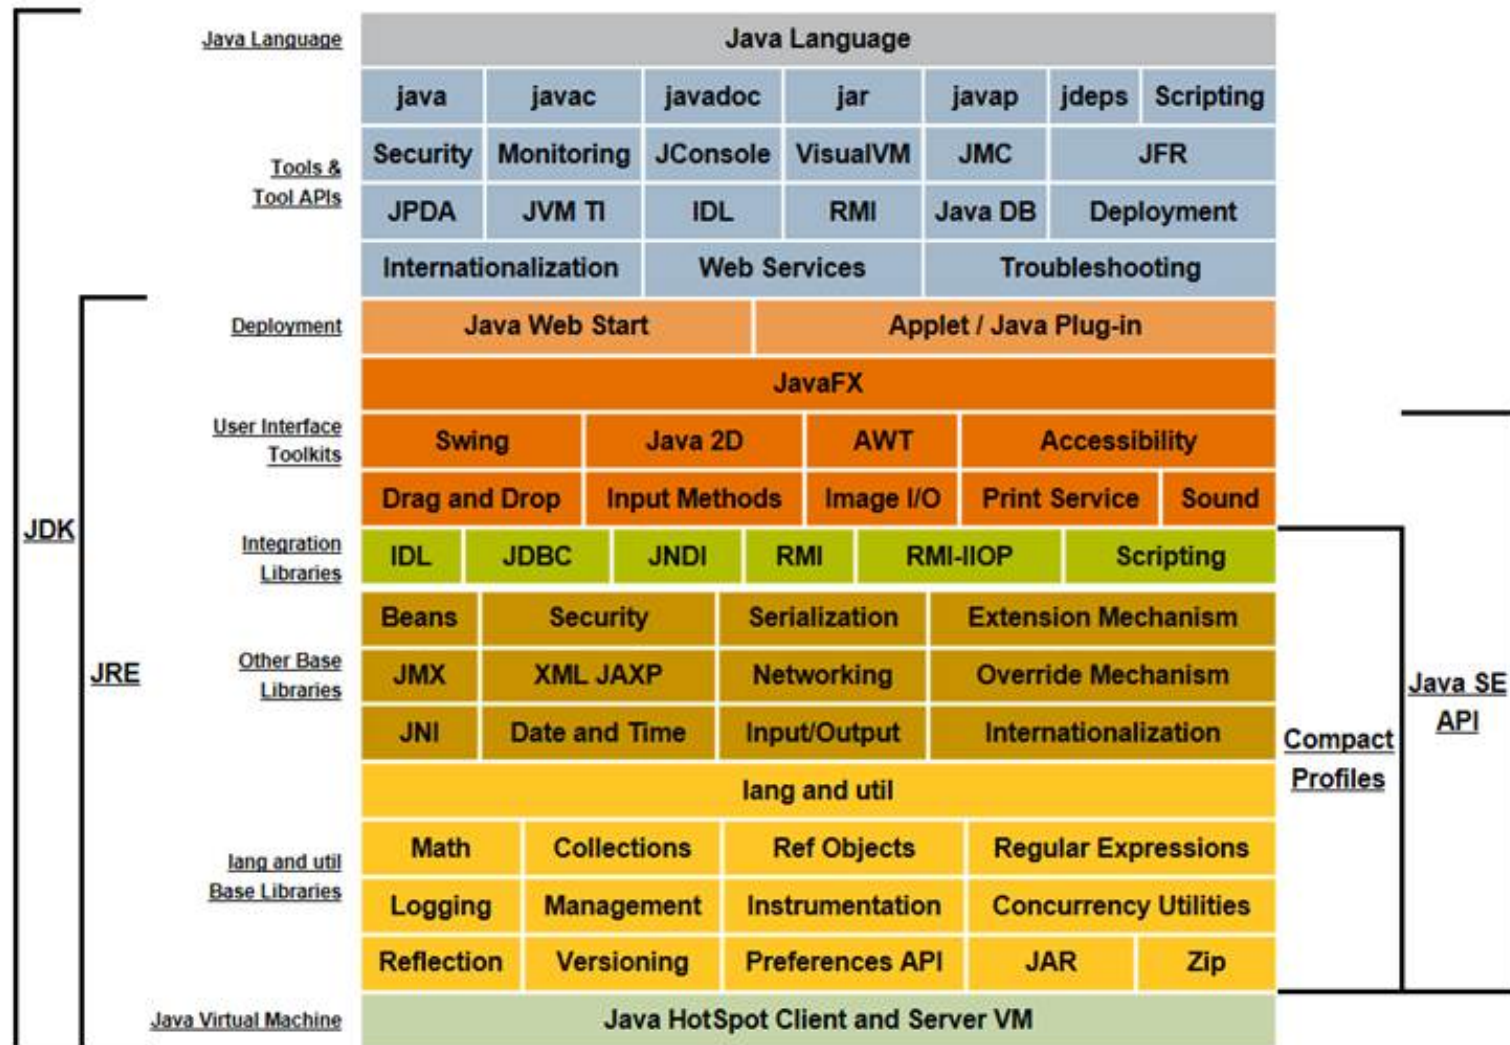 Java Language
Java Language
java javac javadoc jar javap jdeps Scripting
Tools &
Tool APIs
Security Monitoring JConsole VisualVM JMC JFR
JPDA JVM TI IDL RMI Java DB Deployment
Internationalization Web Services Troubleshooting
Deployment
Java Web Start Applet / Java Plug-in
JavaFX
User Interface
Toolkits
Swing Java 2D AWT Accessibility
Drag and Drop Input Methods Image I/O Print Service Sound
JDK
Integration
Libraries
IDL JDBC JNDI RMI RMI-IIOP Scripting
Beans Security Serialization Extension Mechanism
JRE
Other Base
Libraries
JMX XML JAXP Networking Override Mechanism
Java SE
API
JNI Date and Time Input/Output Internationalization
Compact
Profiles
lang and util
lang and util
Base Libraries
Math Collections Ref Objects Regular Expressions
Logging Management Instrumentation Concurrency Utilities
Reflection Versioning Preferences API JAR Zip
Java Virtual Machine
Java HotSpot Client and Server VM